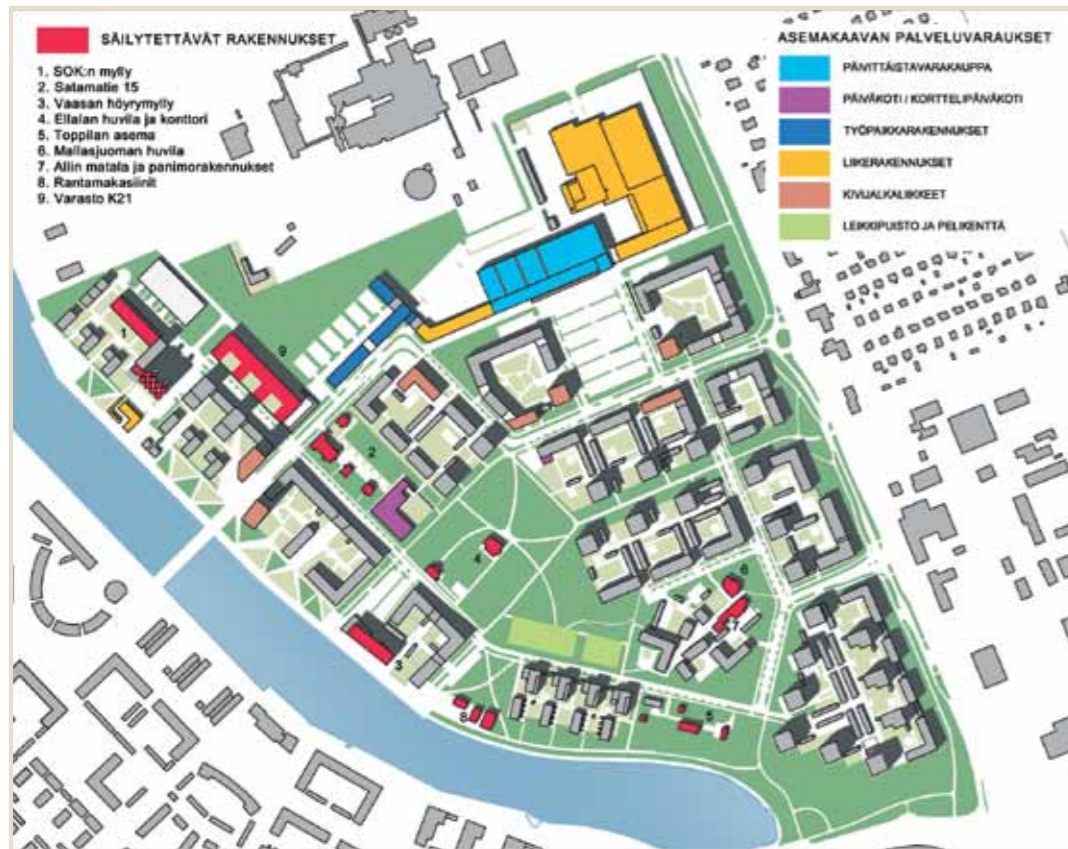 SÄILYTETTÄVÄT RAKENNUKSET
1. SOK:n mylly
2. Satamatie 15
3. Vaasan höyrymylly
4. Ellalan huvila ja konttori
5. Toppilan asema
6. Mallasjuoman huvila
7. Allin matala ja panimorakennukset
8. Rantamakasiinit
9. Varasto K21
ASEMAKAAVAN PALVELUVARAUKSET
PÄIVITTÄISTAVARAKAUPPA
PÄIVÄKOTI / KORTTELIPÄIVÄKOTI
TYÖPAIKKARAKENNUKSET
LIIKERAKENNUKSET
KIVIJALKALIIKKEET
LEIKKIPUISTO JA PELIKENTTÄ
1
9
2
4
6
7
3
8
5